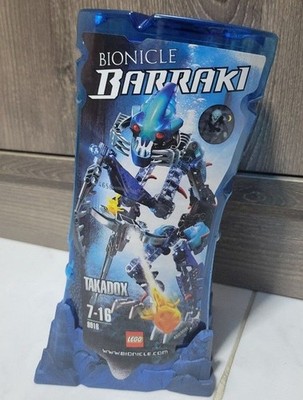 BIONICLE
BARRAKI
TAKADOX
7-16
8916
LEGO
WWW.BIONICLE.COM